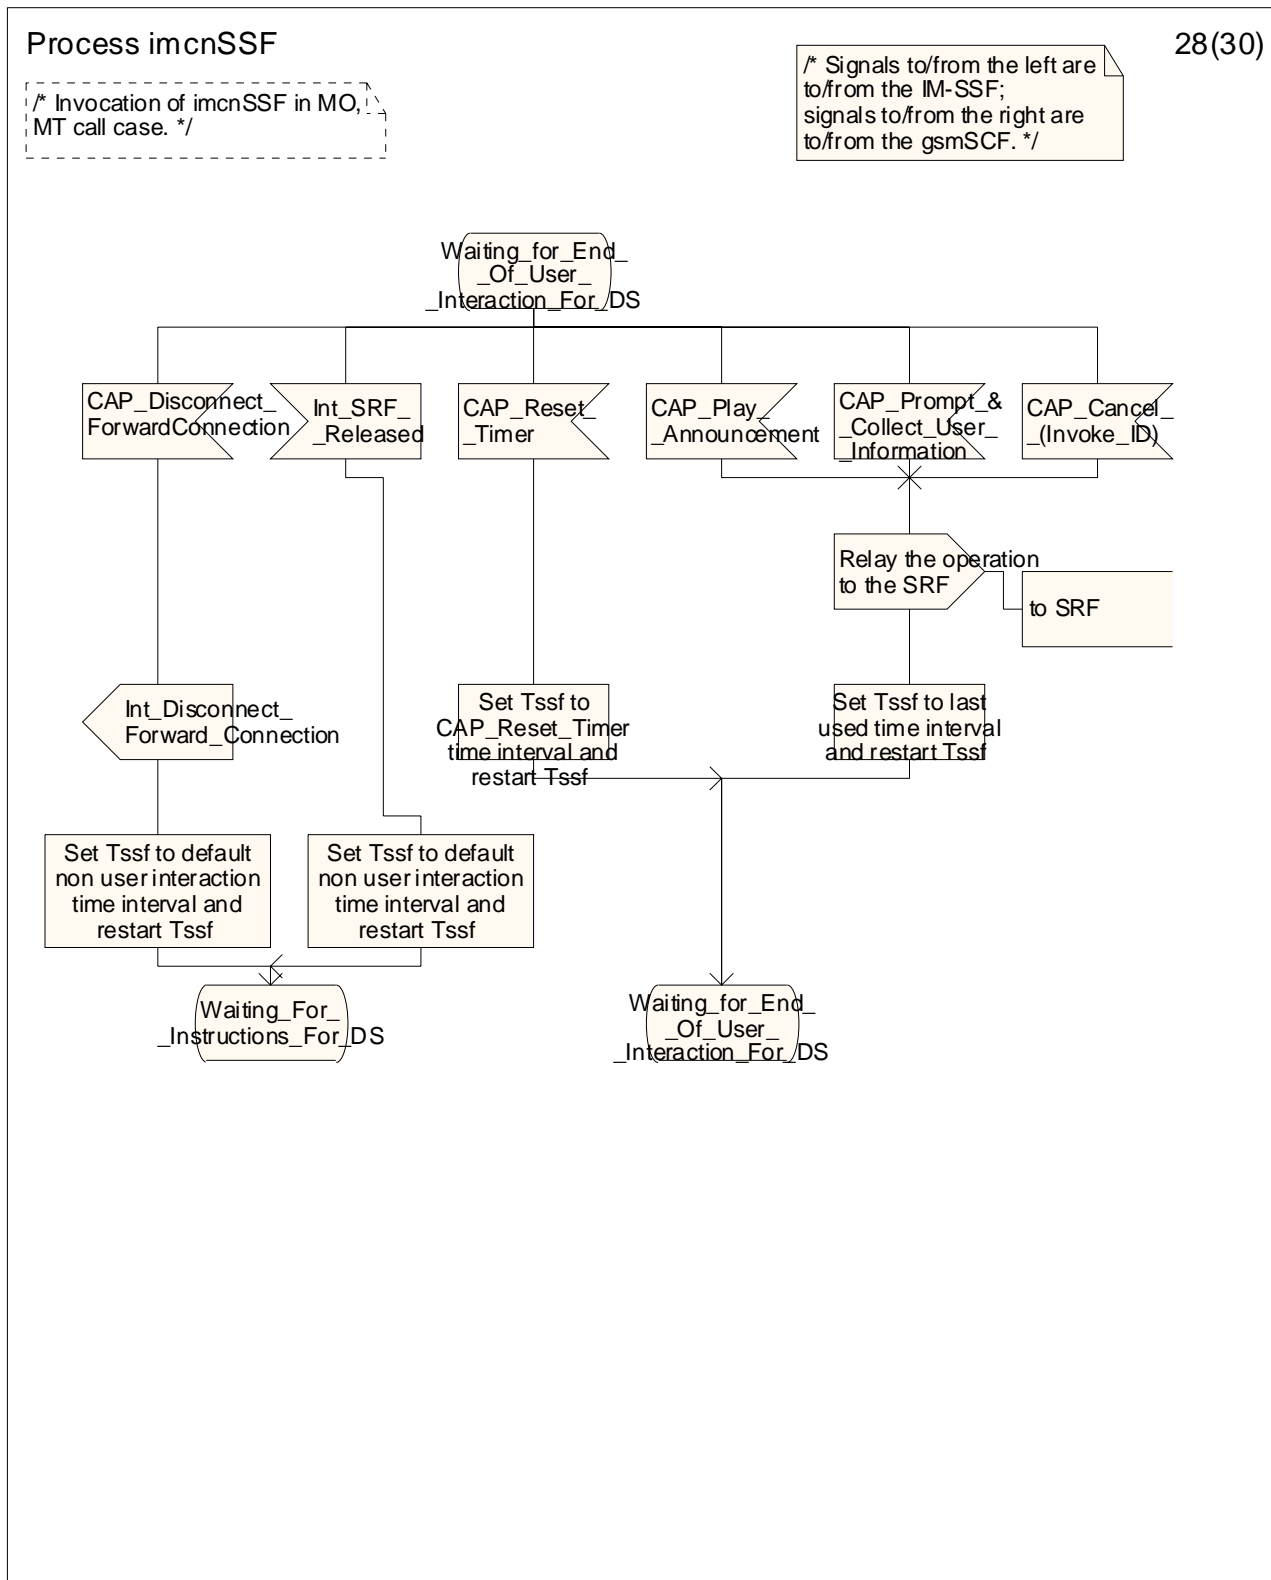 Process imcnSSF
28(30)
/* Invocation of imcnSSF in MO,
MT call case. */
/* Signals to/from the left are
to/from the IM-SSF;
signals to/from the right are
to/from the gsmSCF. */
Waiting_for_End_
_Of_User_
_Interaction_For_DS
CAP_Disconnect_
ForwardConnection
Int_SRF_
_Released
CAP_Reset_
_Timer
CAP_Play_
_Announcement
CAP_Prompt_&
_Collect_User_
_Information
CAP_Cancel_
_(Invoke_ID)
Relay the operation
to the SRF
to SRF
Int_Disconnect_
Forward_Connection
Set Tssf to
CAP_Reset_Timer
time interval and
restart Tssf
Set Tssf to last
used time interval
and restart Tssf
Set Tssf to default
non user interaction
time interval and
restart Tssf
Set Tssf to default
non user interaction
time interval and
restart Tssf
Waiting_For_
_Instructions_For_DS
Waiting_for_End_
_Of_User_
_Interaction_For_DS